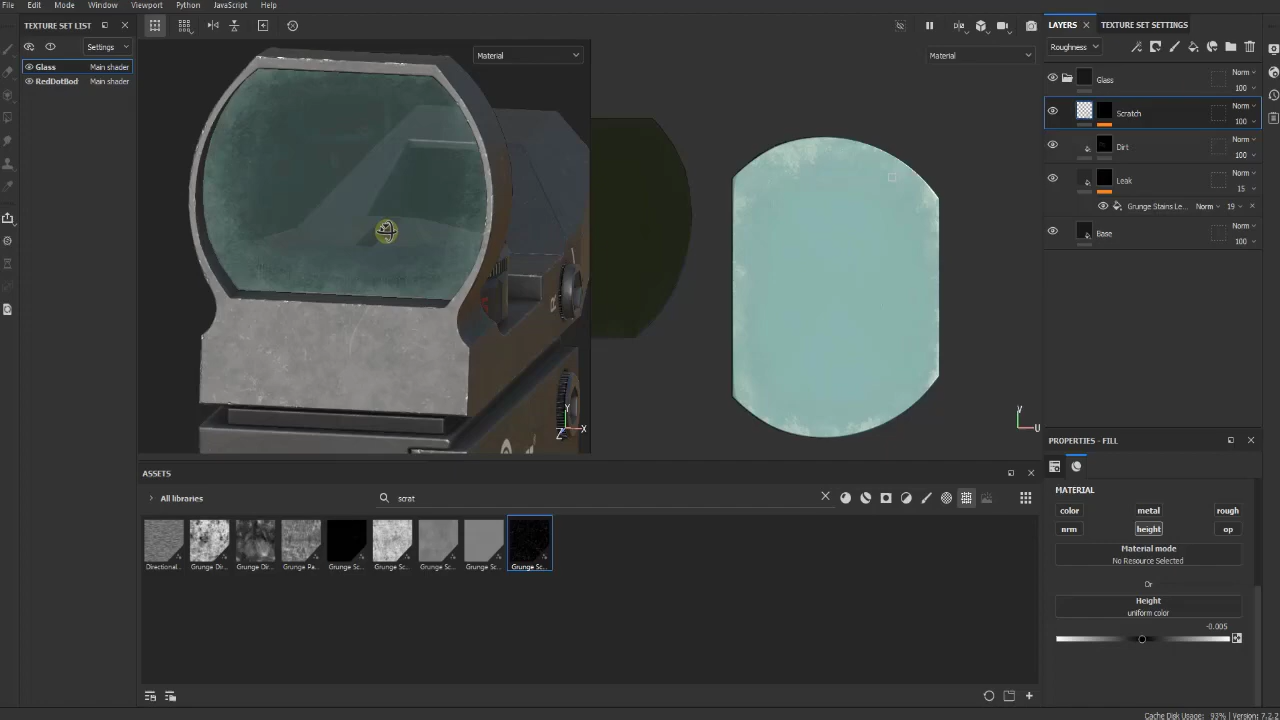 File Edit Mode Window Viewport Python JavaScript Help
TEXTURE SET LIST
Settings
Glass Main shader
RedDotBod Main shader
Material
Material
LAYERS TEXTURE SET SETTINGS
Roughness
Glass Norm 100
Scratch Norm 100
Dirt Norm 100
Leak Norm 15
Grunge Stains Le... Norm 19
Base Norm 100
Y
X
Z
V
U
PROPERTIES - FILL
MATERIAL
color metal rough
nrm height op
Material mode
No Resource Selected
Or
Height
uniform color
-0.005
ASSETS
All libraries
scrat
Directional... Grunge Dir... Grunge Dir... Grunge Pa... Grunge Sc... Grunge Sc... Grunge Sc... Grunge Sc... Grunge Sc...
Cache Disk Usage: 93% | Version: 7.2.2